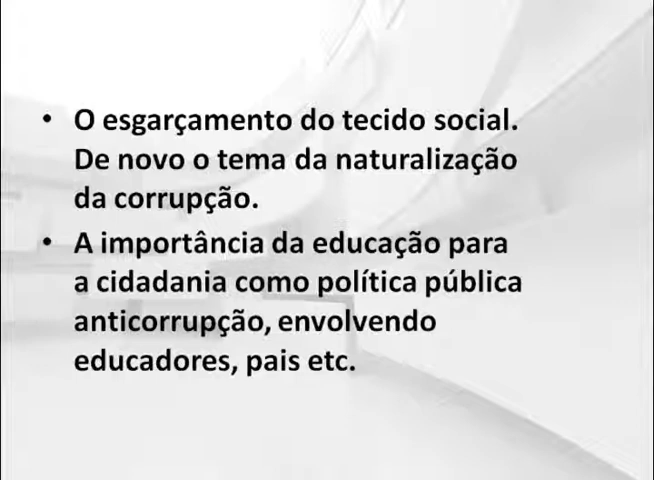 • O esgarçamento do tecido social.
De novo o tema da naturalização
da corrupção.
• A importância da educação para
a cidadania como política pública
anticorrupção, envolvendo
educadores, pais etc.